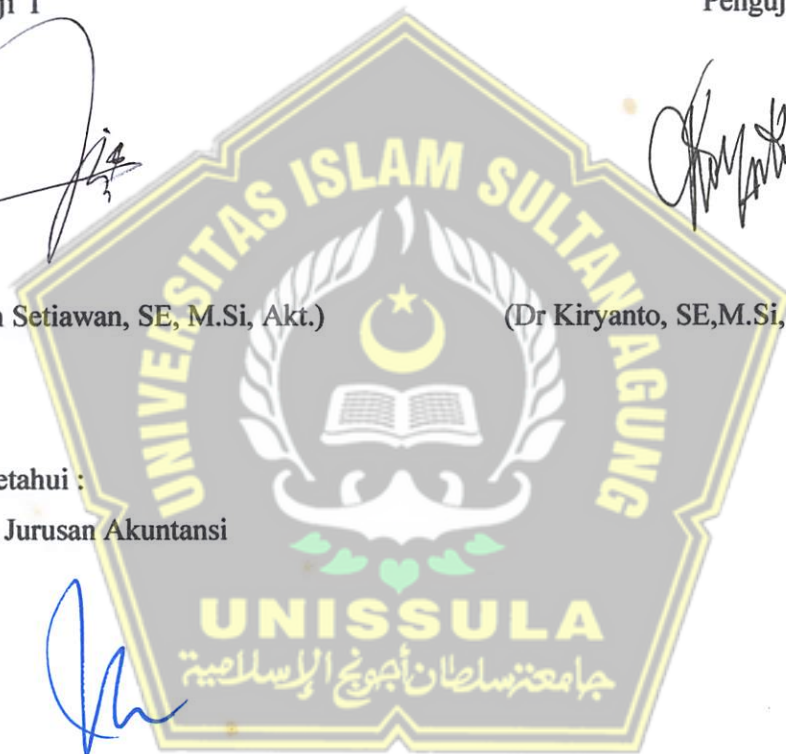 ji I
Penguj
UNIVERSITAS ISLAM SULTAN AGUNG
n Setiawan, SE, M.Si, Akt.)
(Dr Kiryanto, SE,M.Si,
etahui :
Jurusan Akuntansi
UNISSULA
جامعة سلطان أجونج الإسلامية